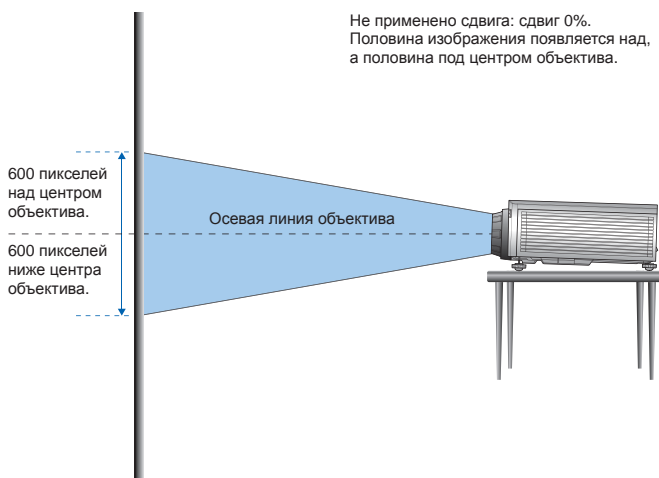 Не применено сдвига: сдвиг 0%.
Половина изображения появляется над,
а половина под центром объектива.
600 пикселей
над центром
объектива.
Осевая линия объектива
600 пикселей
ниже центра
объектива.